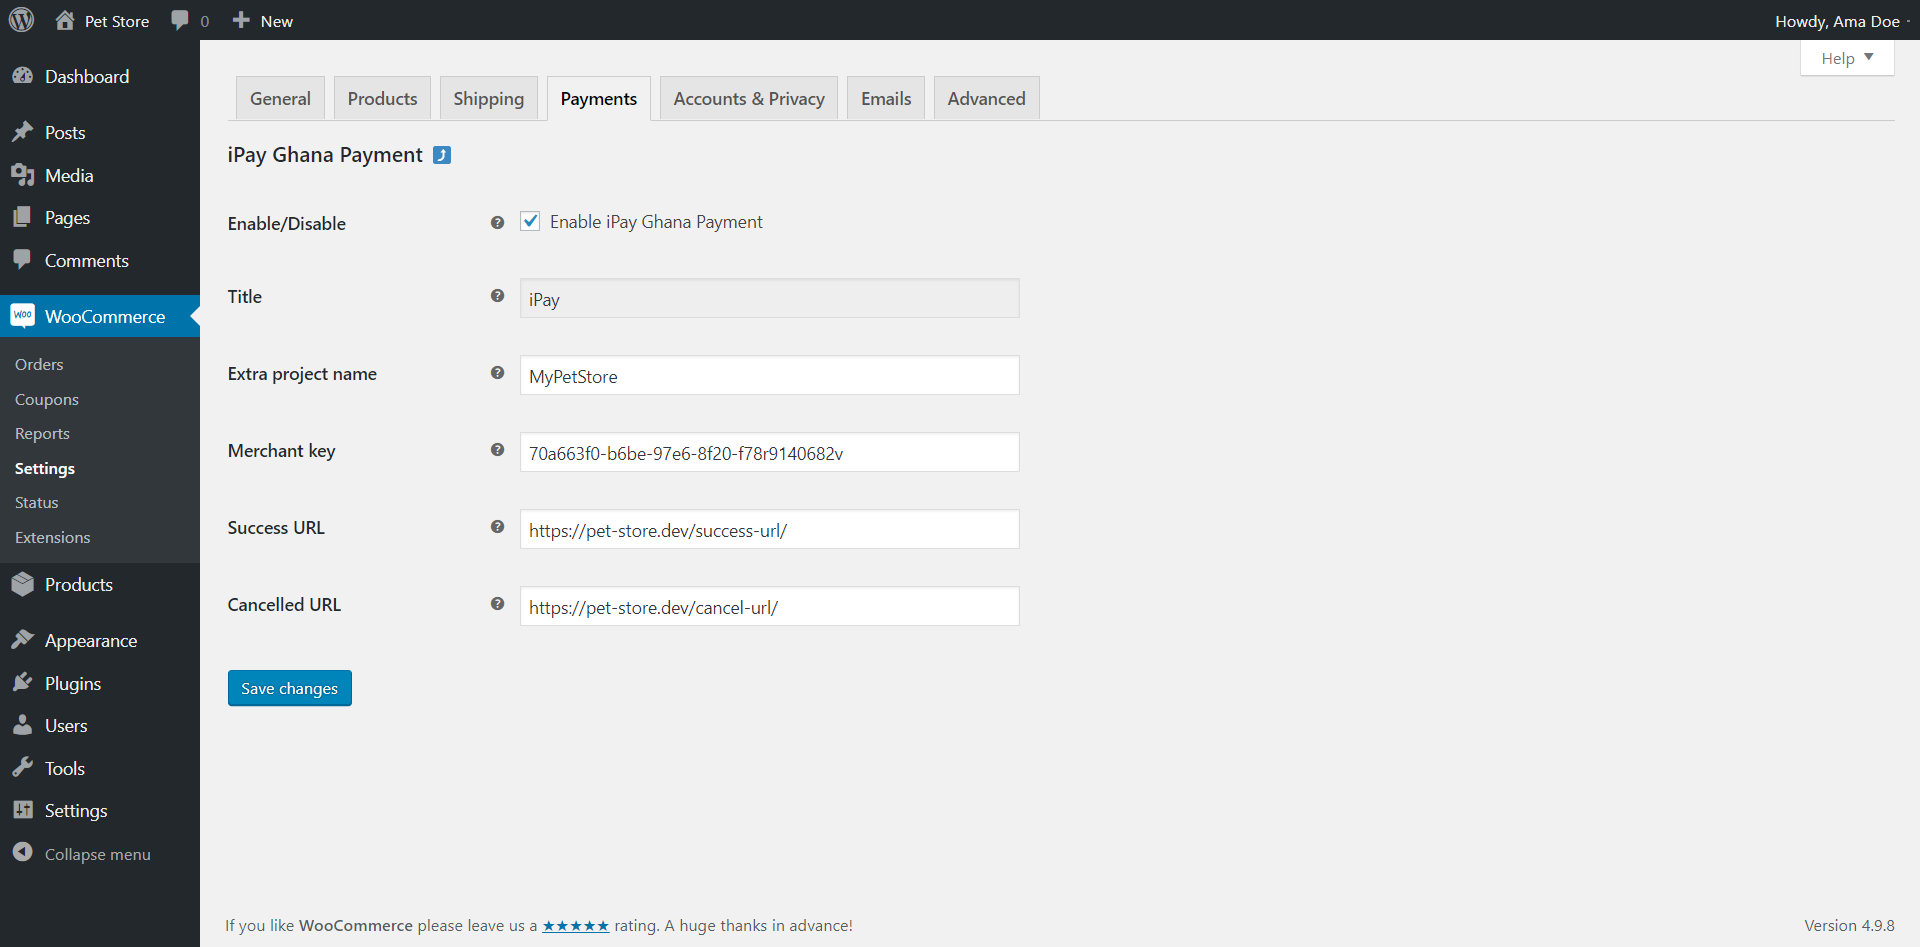 Pet Store 0 New Howdy, Ama Doe
Help
Dashboard
Posts
Media
Pages
Comments
woo WooCommerce
Orders
Coupons
Reports
Settings
Status
Extensions
Products
Appearance
Plugins
Users
Tools
Settings
Collapse menu
General Products Shipping Payments Accounts & Privacy Emails Advanced
iPay Ghana Payment
Enable/Disable Enable iPay Ghana Payment
Title iPay
Extra project name MyPetStore
Merchant key 70a663f0-b6be-97e6-8f20-f78r9140682v
Success URL https://pet-store.dev/success-url/
Cancelled URL https://pet-store.dev/cancel-url/
Save changes
If you like WooCommerce please leave us a ★★★★★ rating. A huge thanks in advance! Version 4.9.8